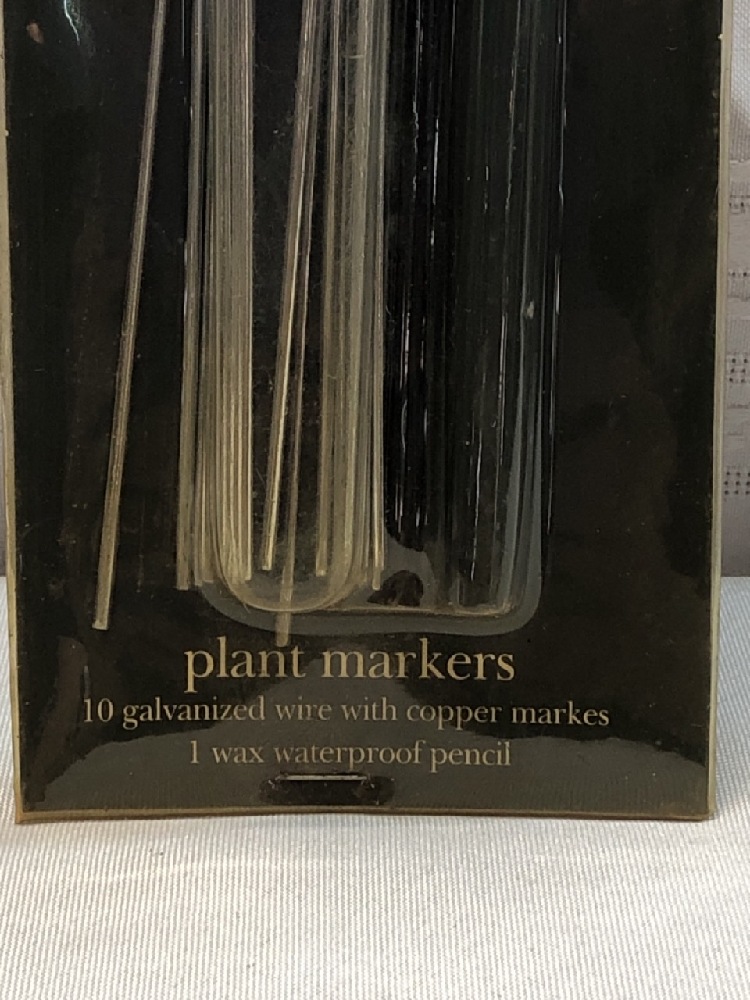 plant markers
10 galvanized wire with copper markes
1 wax waterproof pencil